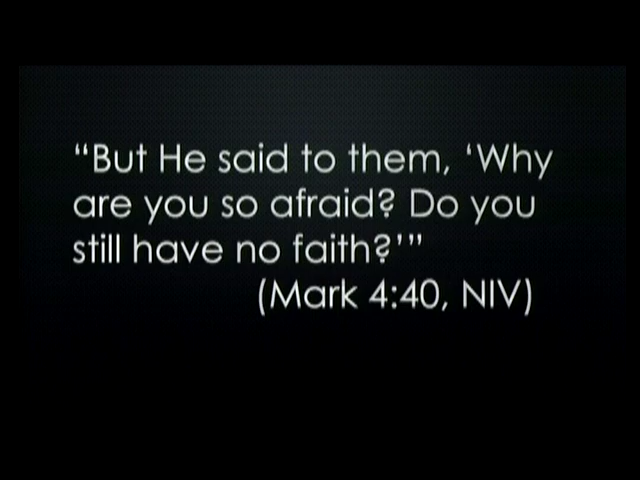 “But He said to them, ‘Why
are you so afraid? Do you
still have no faith?’”
(Mark 4:40, NIV)